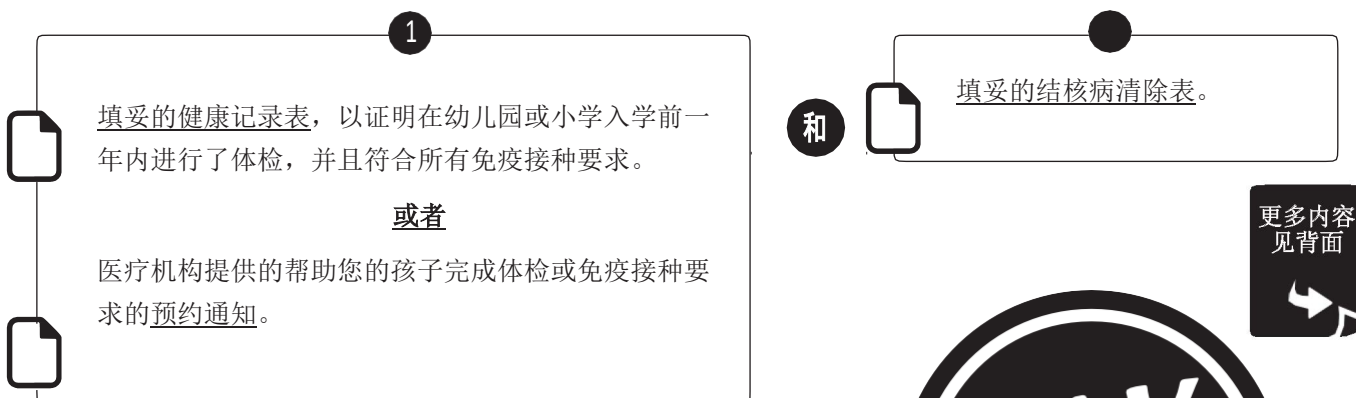 1
填妥的健康记录表，以证明在幼儿园或小学入学前一
年内进行了体检，并且符合所有免疫接种要求。
或者
医疗机构提供的帮助您的孩子完成体检或免疫接种要
求的预约通知。
和
填妥的结核病清除表。
更多内容
见背面